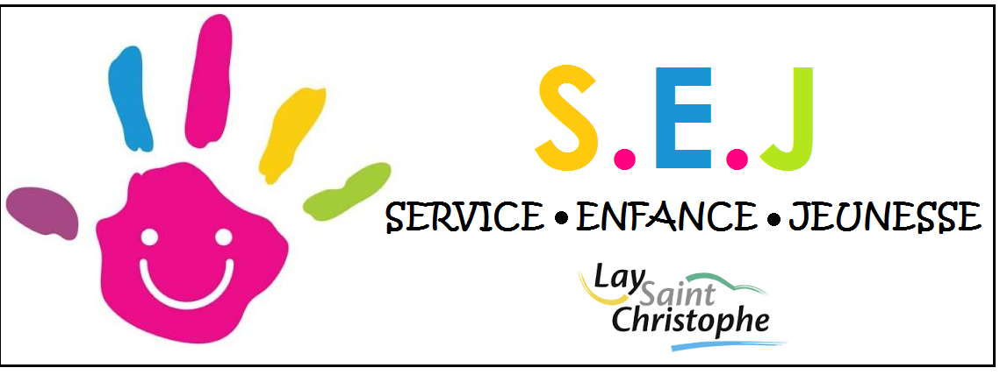 S.E.J
SERVICE • ENFANCE • JEUNESSE
Lay
Saint
Christophe